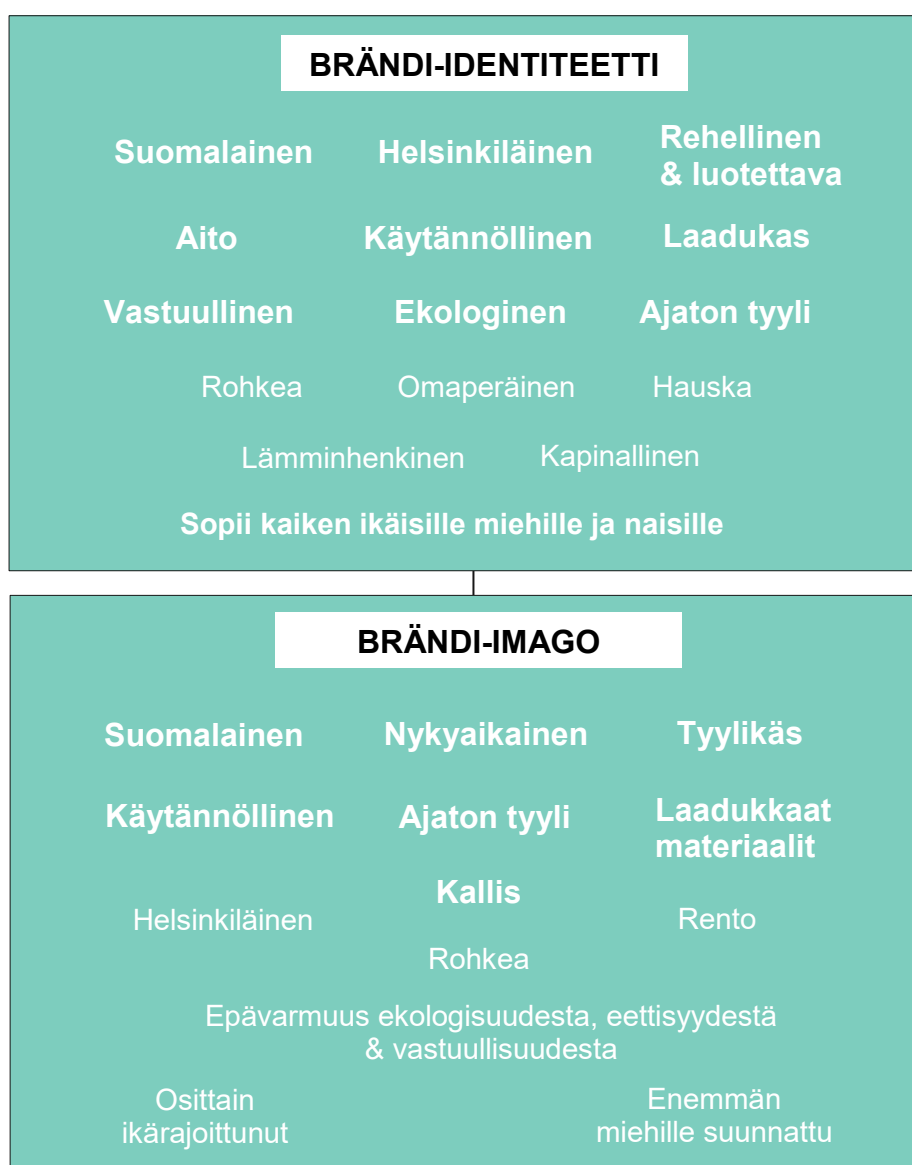 BRÄNDI-IDENTITEETTI
Suomalainen
Helsinkiläinen
Rehellinen
& luotettava
Aito
Käytännöllinen
Laadukas
Vastuullinen
Ekologinen
Ajaton tyyli
Rohkea
Omaperäinen
Hauska
Lämminhenkinen
Kapinallinen
Sopii kaiken ikäisille miehille ja naisille
BRÄNDI-IMAGO
Suomalainen
Nykyaikainen
Tyylikäs
Käytännöllinen
Ajaton tyyli
Laadukkaat
materiaalit
Kallis
Helsinkiläinen
Rento
Rohkea
Epävarmuus ekologisuudesta, eettisyydestä
& vastuullisuudesta
Osittain
ikärajoittunut
Enemmän
miehille suunnattu